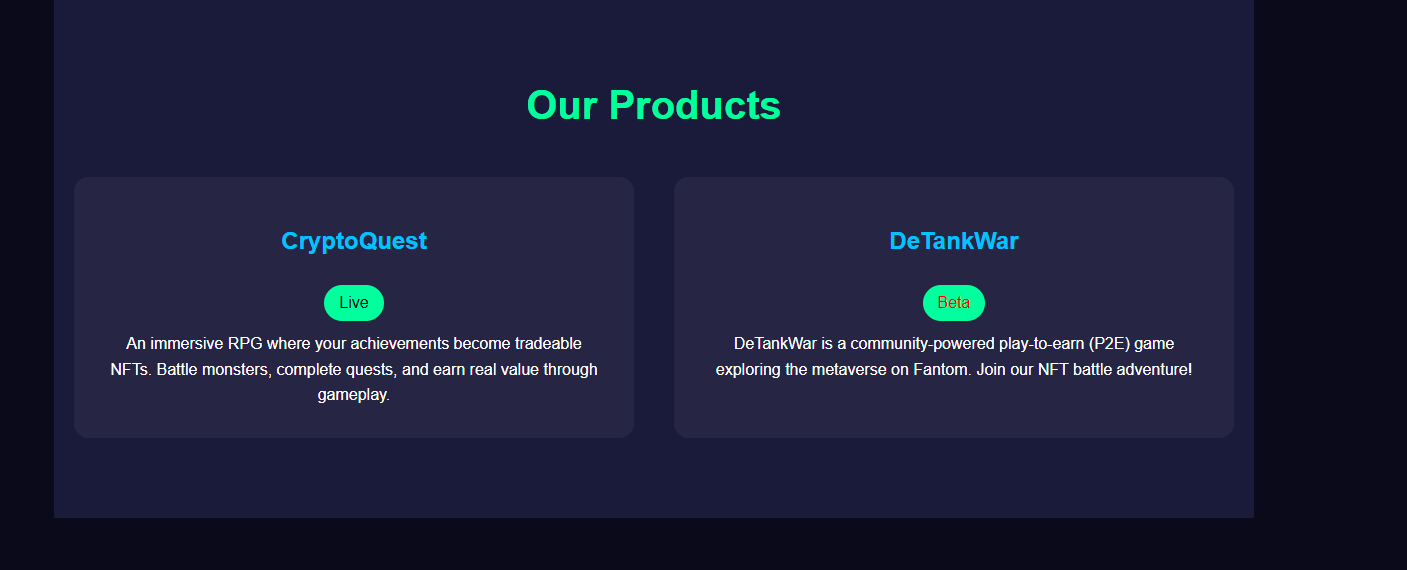 Our Products
CryptoQuest
Live
An immersive RPG where your achievements become tradeable
NFTs. Battle monsters, complete quests, and earn real value through
gameplay.
DeTankWar
Beta
DeTankWar is a community-powered play-to-earn (P2E) game
exploring the metaverse on Fantom. Join our NFT battle adventure!